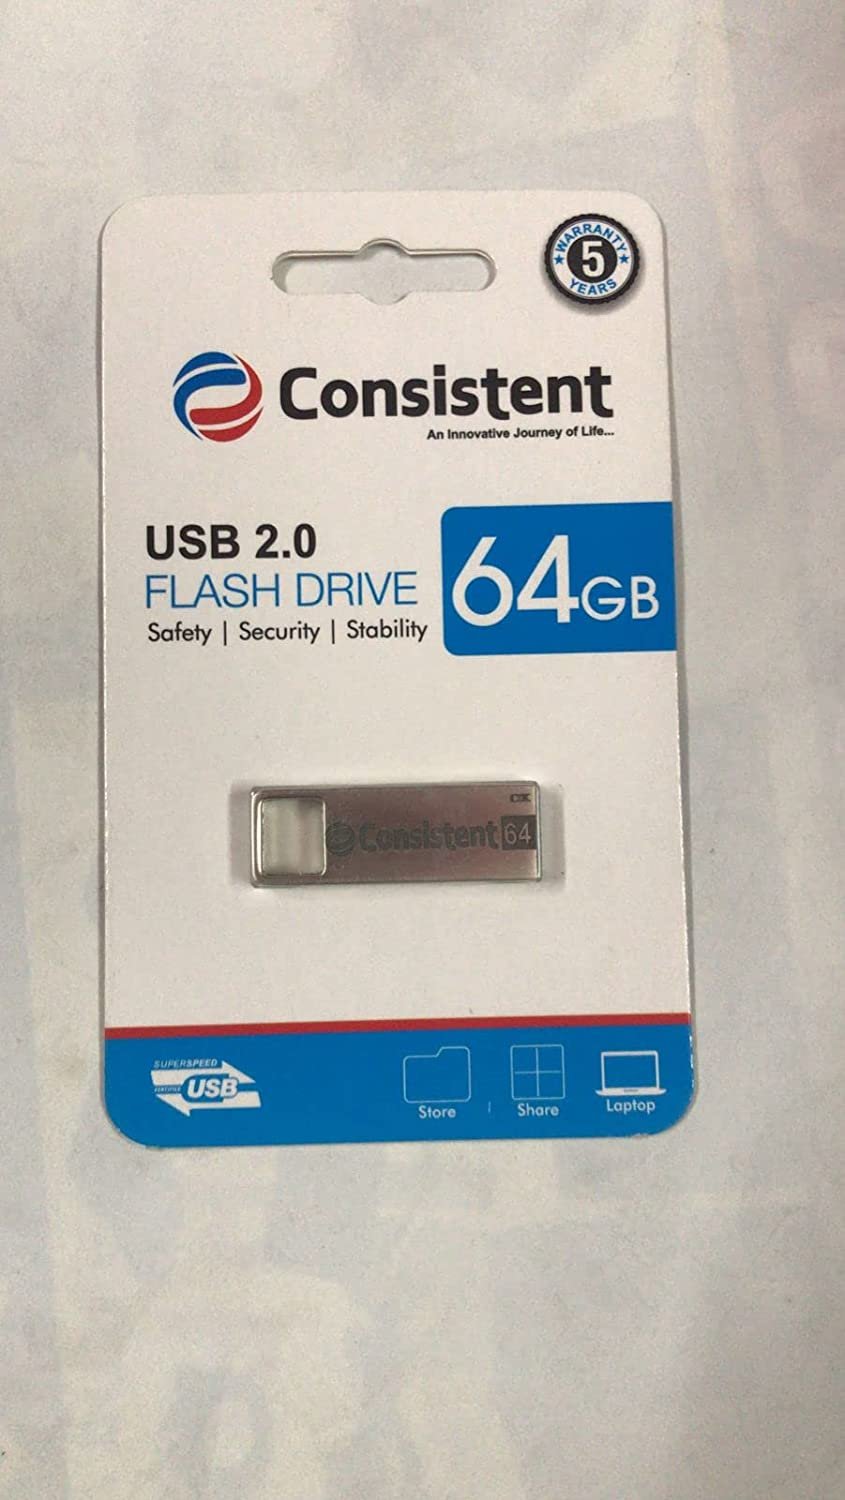 WARRANTY
5
YEARS
Consistent
An Innovative Journey of Life...
USB 2.0
FLASH DRIVE
64GB
Safety | Security | Stability
Consistent 64
SUPERSPEED
CERTIFIED USB
Store | Share Laptop